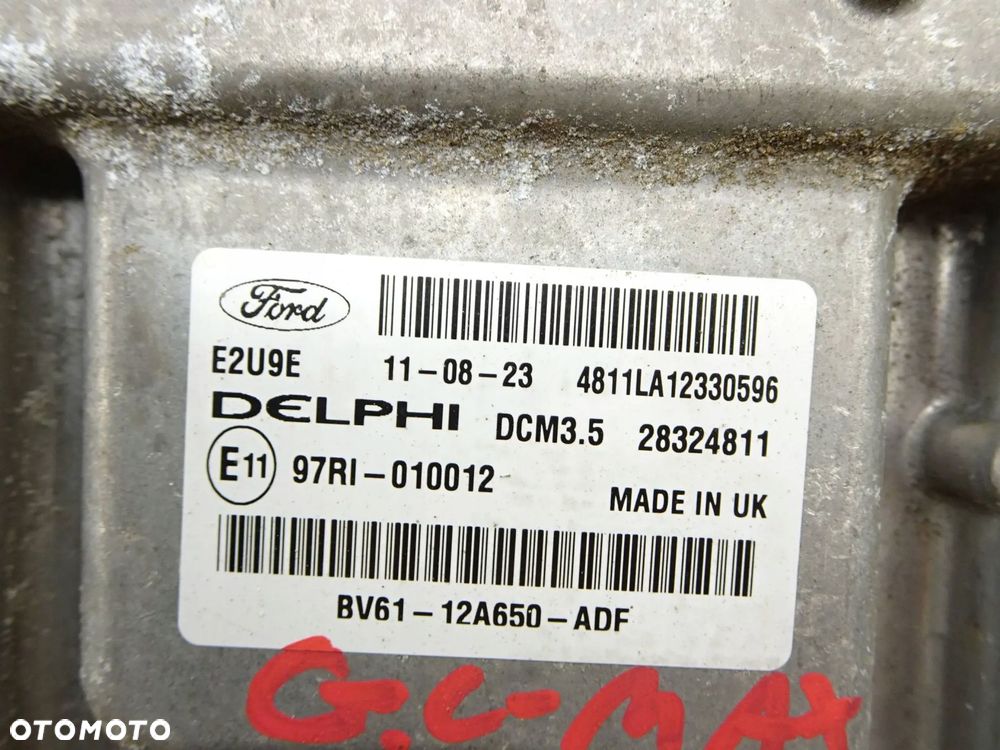 Ford
E2U9E 11-08-23 4811LA12330596
DELPHI DCM3.5 28324811
E11 97RI-010012 MADE IN UK
BV61-12A650-ADF
G.C-MAX
OTOMOTO